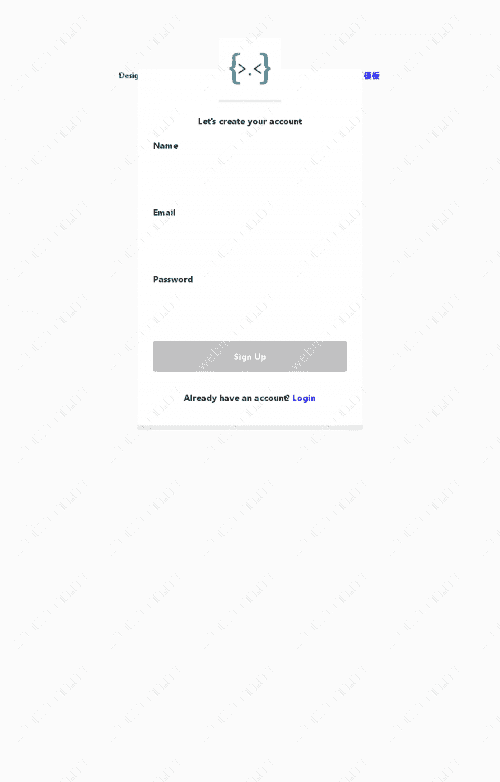 {>.<}
Desig
模板
Let's create your account
Name
Email
Password
Sign Up
Already have an account? Login